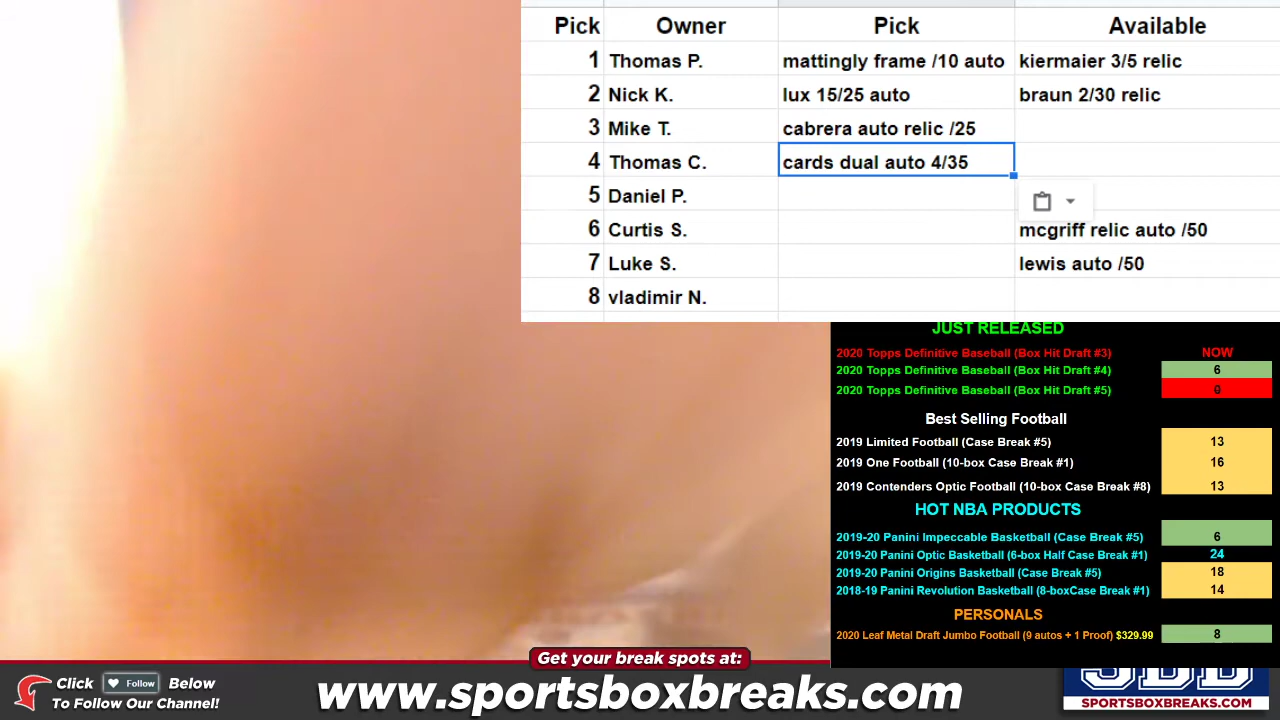 Pick Owner Pick Available
1 Thomas P. mattingly frame /10 auto kiermaier 3/5 relic
2 Nick K. lux 15/25 auto braun 2/30 relic
3 Mike T. cabrera auto relic /25
4 Thomas C. cards dual auto 4/35
5 Daniel P.
6 Curtis S. mcgriff relic auto /50
7 Luke S. lewis auto /50
8 vladimir N.
JUST RELEASED
2020 Topps Definitive Baseball (Box Hit Draft #3) NOW
2020 Topps Definitive Baseball (Box Hit Draft #4) 6
2020 Topps Definitive Baseball (Box Hit Draft #5) 0
Best Selling Football
2019 Limited Football (Case Break #5) 13
2019 One Football (10-box Case Break #1) 16
2019 Contenders Optic Football (10-box Case Break #8) 13
HOT NBA PRODUCTS
2019-20 Panini Impeccable Basketball (Case Break #5) 6
2019-20 Panini Optic Basketball (6-box Half Case Break #1) 24
2019-20 Panini Origins Basketball (Case Break #5) 18
2018-19 Panini Revolution Basketball (8-boxCase Break #1) 14
PERSONALS
2020 Leaf Metal Draft Jumbo Football (9 autos + 1 Proof) $329.99 8
Get your break spots at:
Click Follow Below
To Follow Our Channel!
www.sportsboxbreaks.com
SBB
SPORTSBOXBREAKS.COM